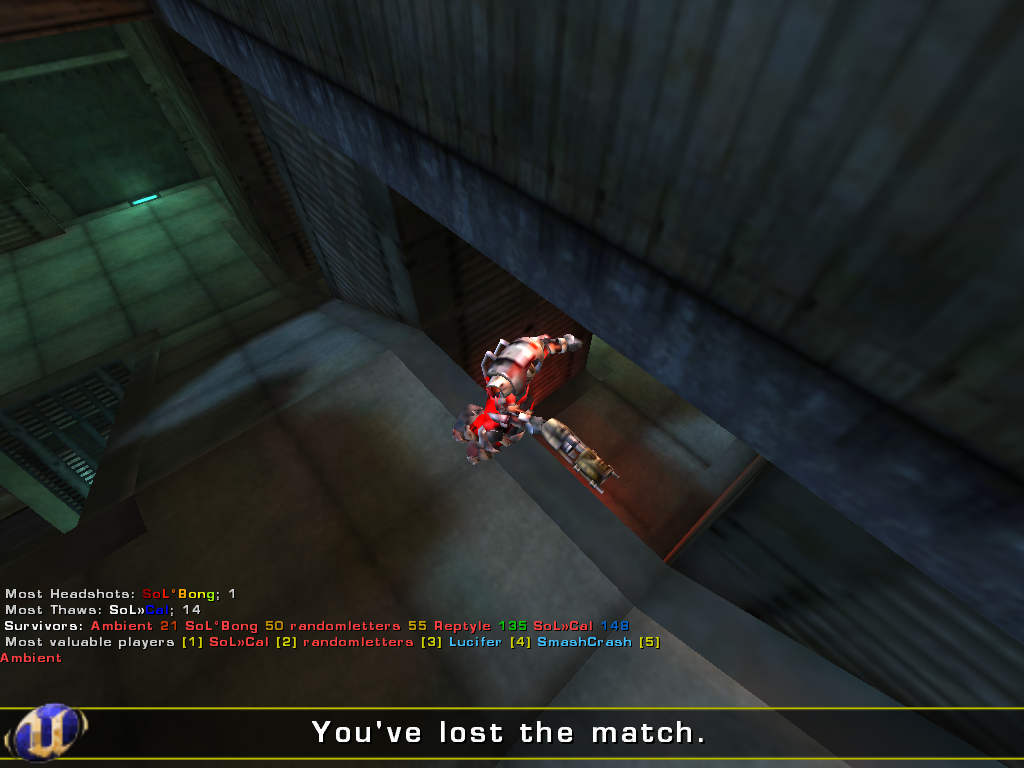 Most Headshots: SoL°Bong; 1
Most Thaws: SoL»Cal; 14
Survivors: Ambient 21 SoL°Bong 50 randomletters 55 Reptyle 135 SoL»Cal 148
Most valuable players [1] SoL»Cal [2] randomletters [3] Lucifer [4] SmashCrash [5]
Ambient
You've lost the match.